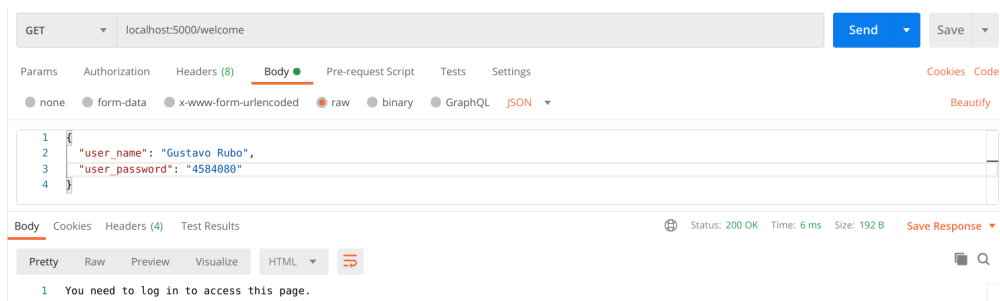 GET localhost:5000/welcome Send Save
Params Authorization Headers (8) Body Pre-request Script Tests Settings Cookies Code
none form-data x-www-form-urlencoded raw binary GraphQL JSON Beautify
1 {
2 "user_name": "Gustavo Rubo",
3 "user_password": "4584080"
4 }
Body Cookies Headers (4) Test Results Status: 200 OK Time: 6 ms Size: 192 B Save Response
Pretty Raw Preview Visualize HTML
1 You need to log in to access this page.